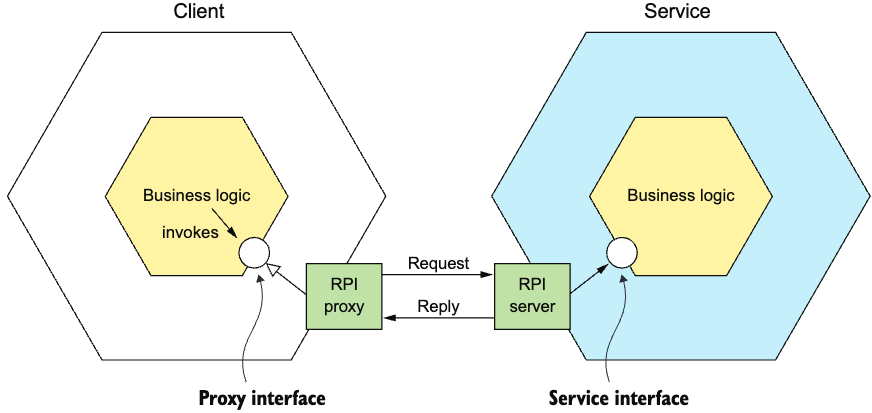 Client
Service
Business logic
invokes
Business logic
RPI
proxy
Request
Reply
RPI
server
Proxy interface
Service interface